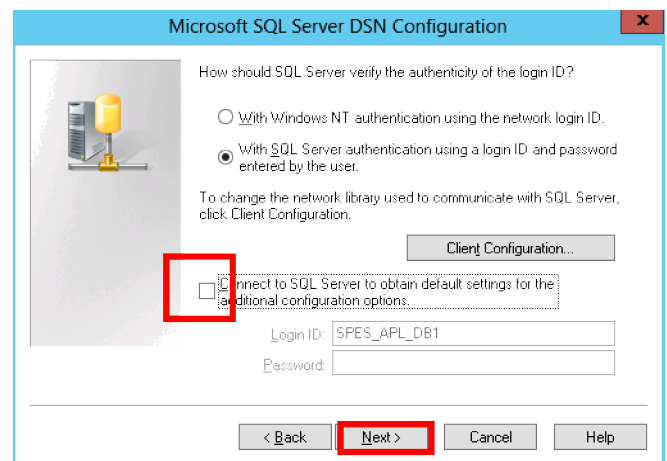 Microsoft SQL Server DSN Configuration
x
How should SQL Server verify the authenticity of the login ID?
With Windows NT authentication using the network login ID.
With SQL Server authentication using a login ID and password
entered by the user.
To change the network library used to communicate with SQL Server,
click Client Configuration.
Client Configuration...
Connect to SQL Server to obtain default settings for the
additional configuration options.
Login ID: SPES_APL_DB1
Password:
< Back Next > Cancel Help